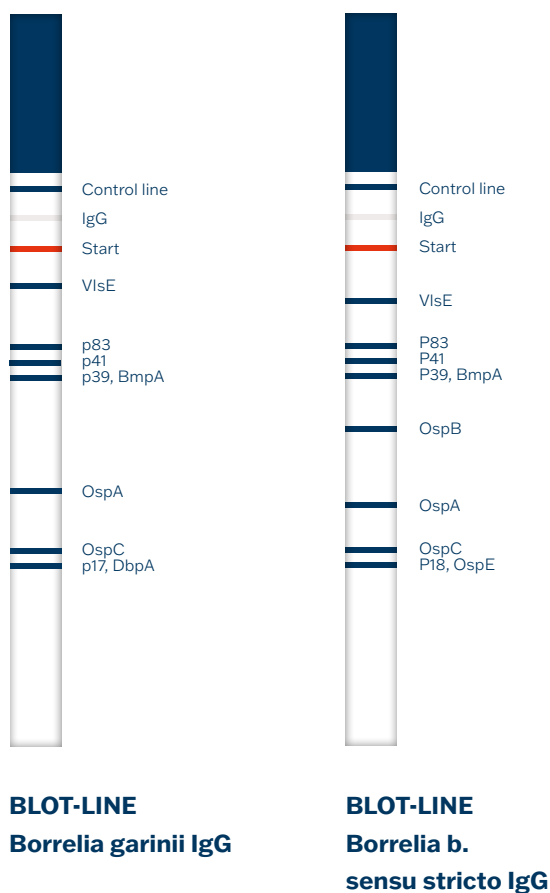 Control line
IgG
Start
VlsE
p83
p41
p39, BmpA
OspA
OspC
p17, DbpA
BLOT-LINE
Borrelia garinii IgG
Control line
IgG
Start
VlsE
P83
P41
P39, BmpA
OspB
OspA
OspC
P18, OspE
BLOT-LINE
Borrelia b.
sensu stricto IgG